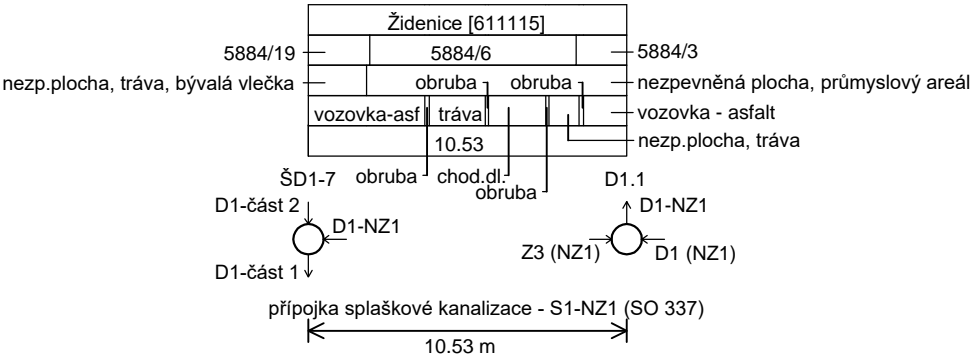 Židenice [611115]
5884/19 5884/6 5884/3
nezp.plocha, tráva, bývalá vlečka obruba obruba nezpevněná plocha, průmyslový areál
vozovka-asf tráva vozovka - asfalt
10.53 nezp.plocha, tráva
ŠD1-7 obruba chod.dl. obruba D1.1
D1-část 2 D1-NZ1
D1-NZ1
Z3 (NZ1) D1 (NZ1)
D1-část 1
přípojka splaškové kanalizace - S1-NZ1 (SO 337)
10.53 m